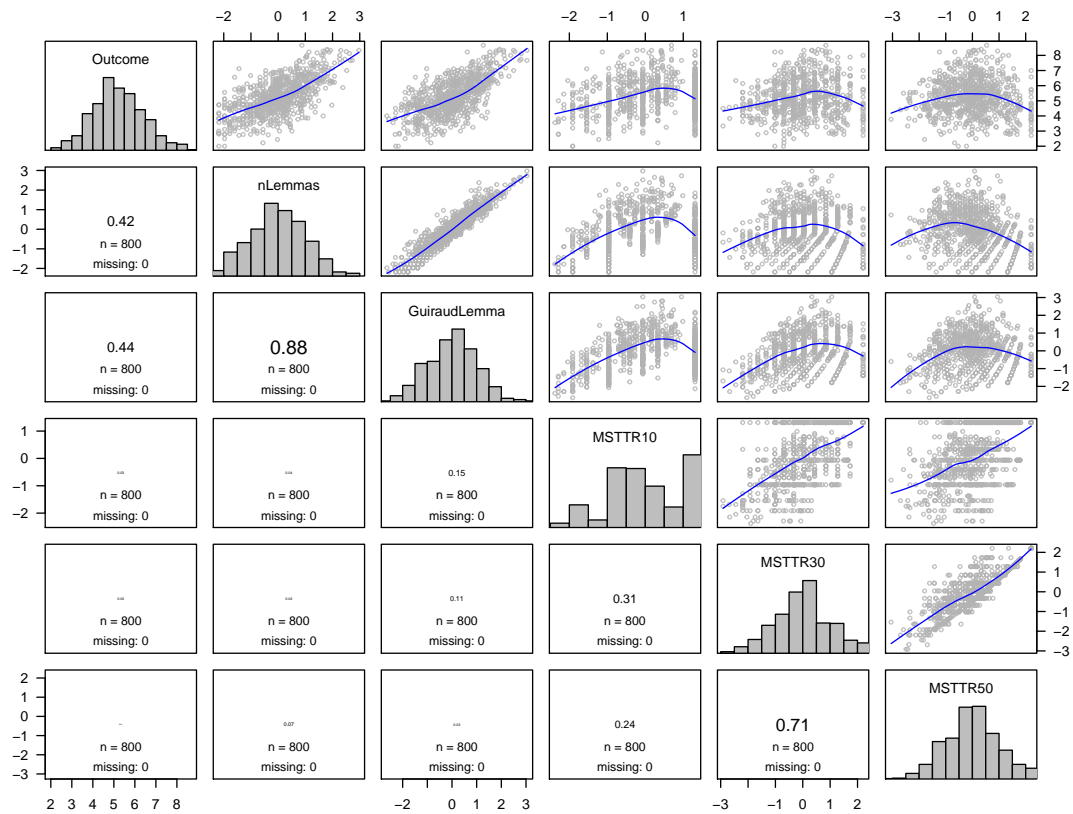 −2 0 1 2 3
−2 −1 0 1
−3 −1 0 1 2
Outcome
2 3 4 5 6 7 8
−2 −1 0 1 2 3
0.42
n = 800
missing: 0
nLemmas
0.44
n = 800
missing: 0
0.88
n = 800
missing: 0
GuiraudLemma
−2 −1 0 1 2 3
−2 −1 0 1
n = 800
missing: 0
n = 800
missing: 0
0.15
n = 800
missing: 0
MSTTR10
n = 800
missing: 0
n = 800
missing: 0
0.11
n = 800
missing: 0
0.31
n = 800
missing: 0
MSTTR30
−3 −2 −1 0 1 2
−3 −2 −1 0 1 2
n = 800
missing: 0
0.07
n = 800
missing: 0
n = 800
missing: 0
0.24
n = 800
missing: 0
0.71
n = 800
missing: 0
MSTTR50
2 3 4 5 6 7 8
−2 0 1 2 3
−3 −1 0 1 2